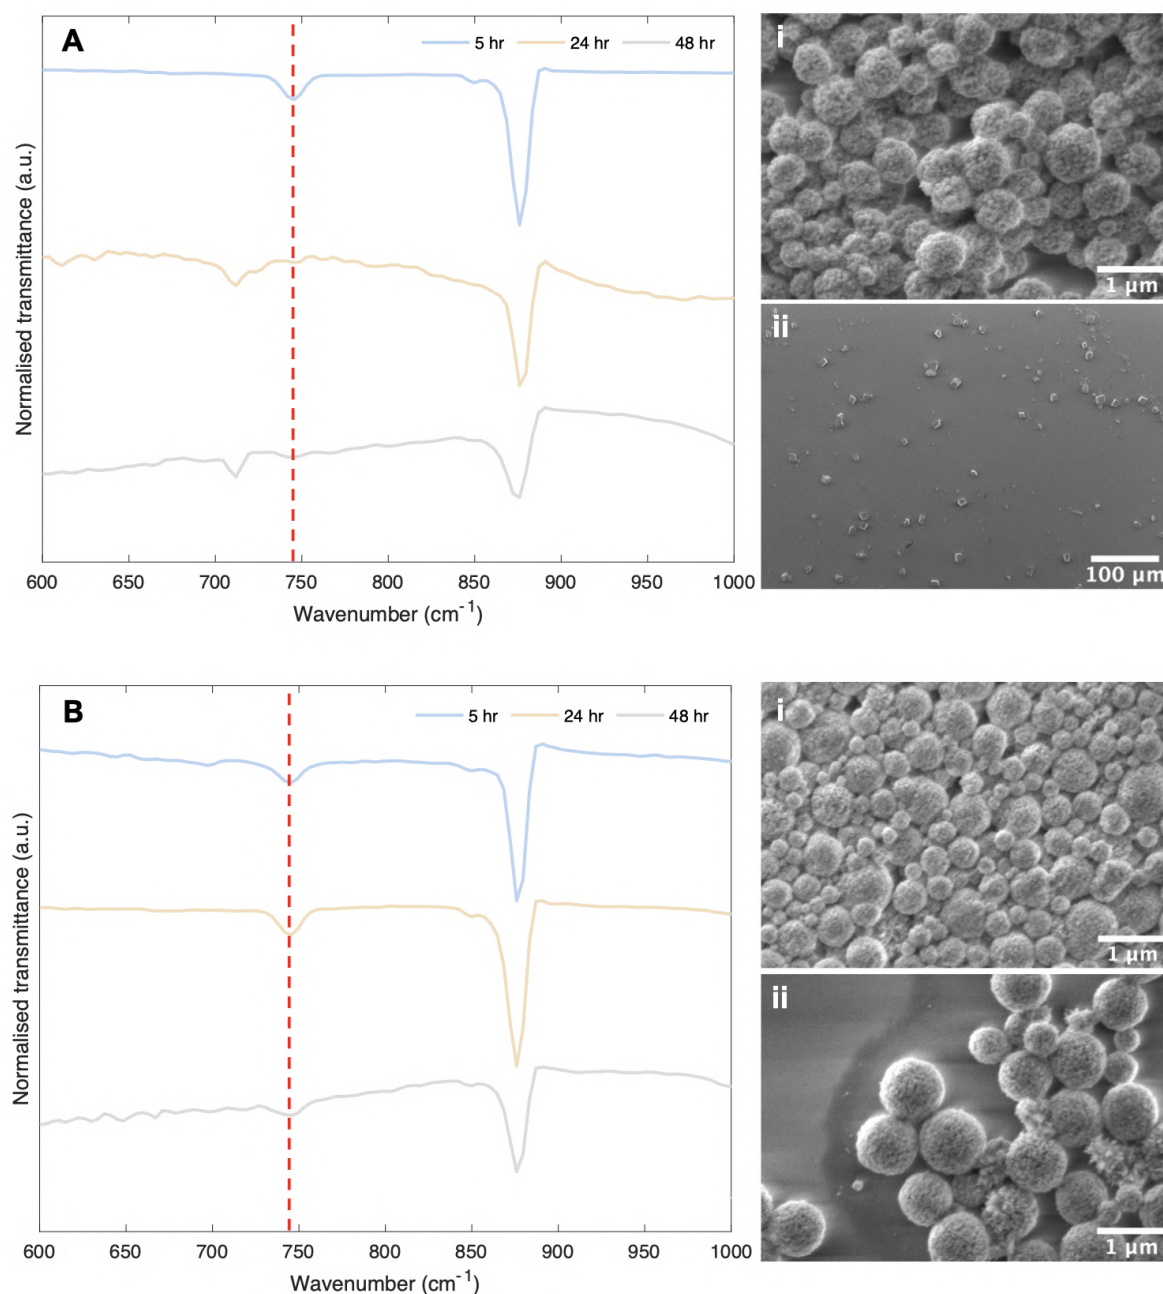 A
5 hr 24 hr 48 hr
Normalised transmittance (a.u.)
600 650 700 750 800 850 900 950 1000
Wavenumber (cm⁻¹)
i
1 μm
ii
100 μm
B
5 hr 24 hr 48 hr
Normalised transmittance (a.u.)
600 650 700 750 800 850 900 950 1000
Wavenumber (cm⁻¹)
i
1 μm
ii
1 μm